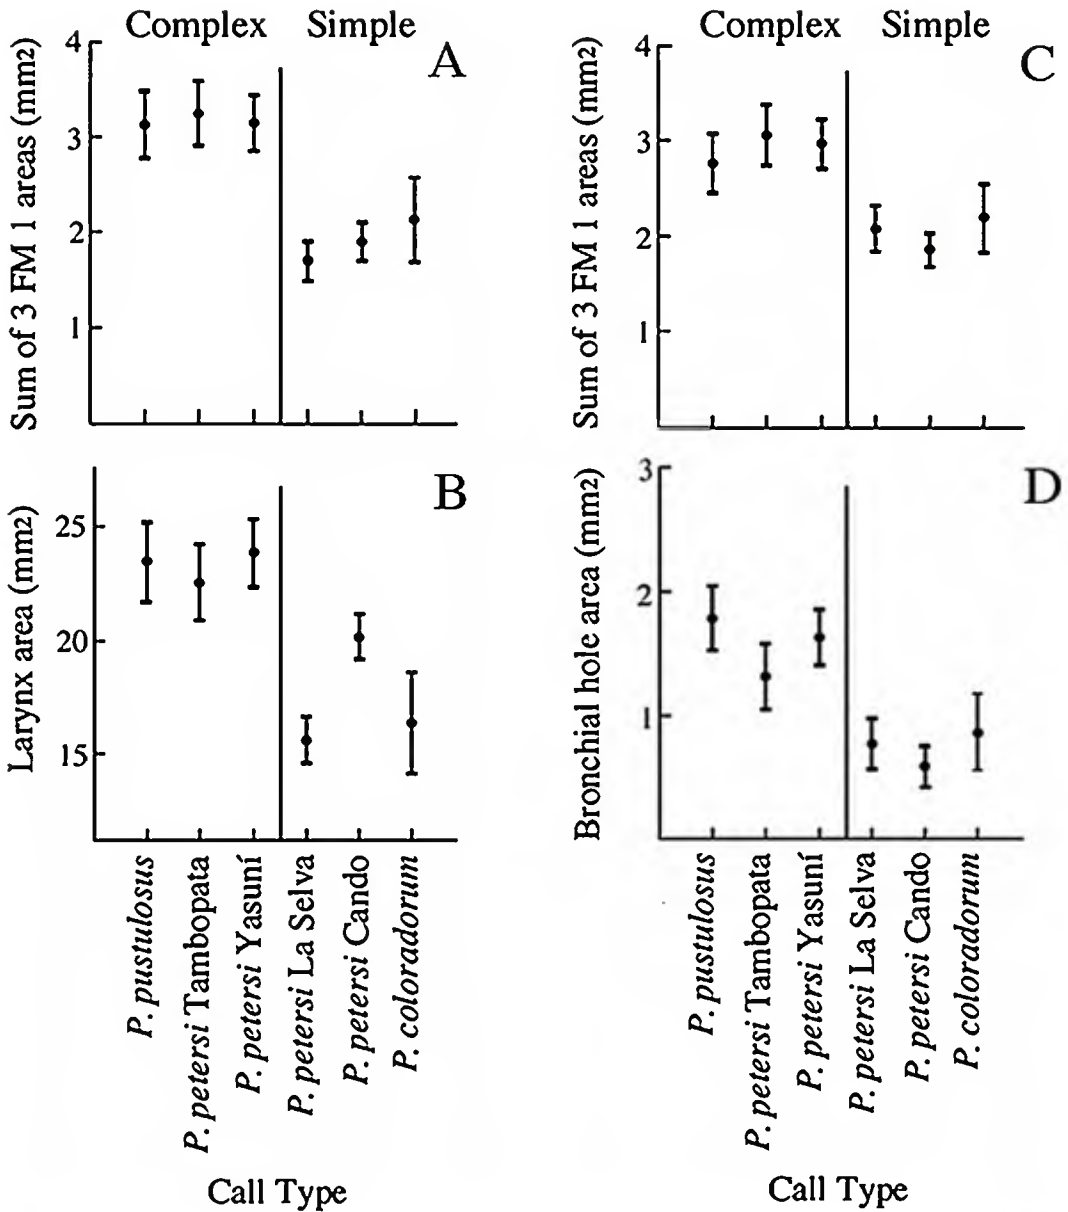 Complex Simple
A
Sum of 3 FM 1 areas (mm2)
4
3
2
1
Complex Simple
C
Sum of 3 FM 1 areas (mm2)
4
3
2
1
B
Larynx area (mm2)
25
20
15
P. pustulosus
P. petersi Tambopata
P. petersi Yasuní
P. petersi La Selva
P. petersi Cando
P. coloradorum
Call Type
D
Bronchial hole area (mm2)
3
2
1
P. pustulosus
P. petersi Tambopata
P. petersi Yasuní
P. petersi La Selva
P. petersi Cando
P. coloradorum
Call Type